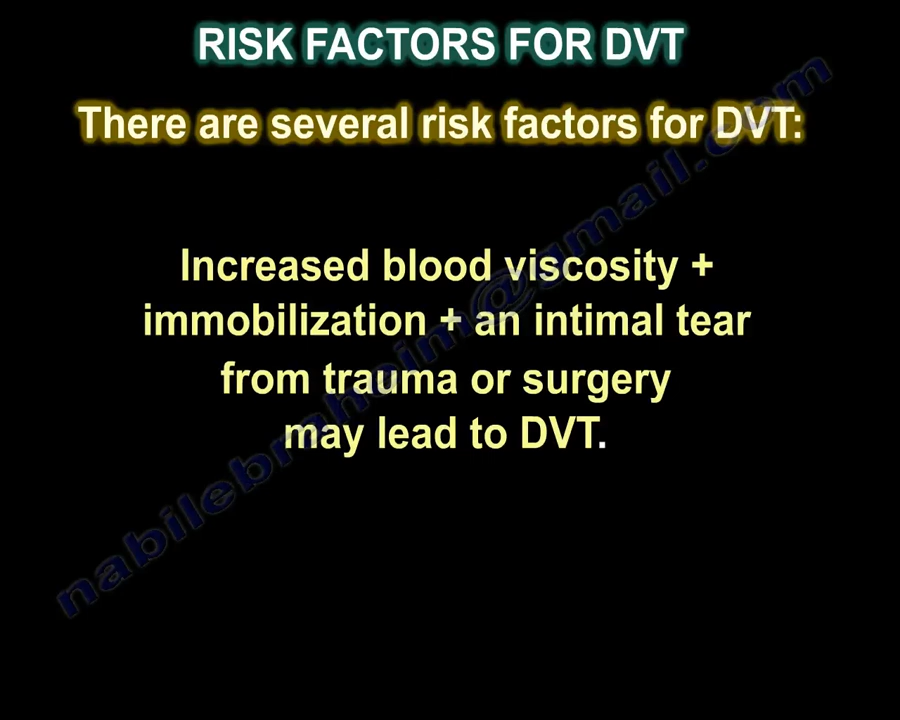 RISK FACTORS FOR DVT
There are several risk factors for DVT:
Increased blood viscosity +
immobilization + an intimal tear
from trauma or surgery
may lead to DVT.
nabilebraheim@gmail.com